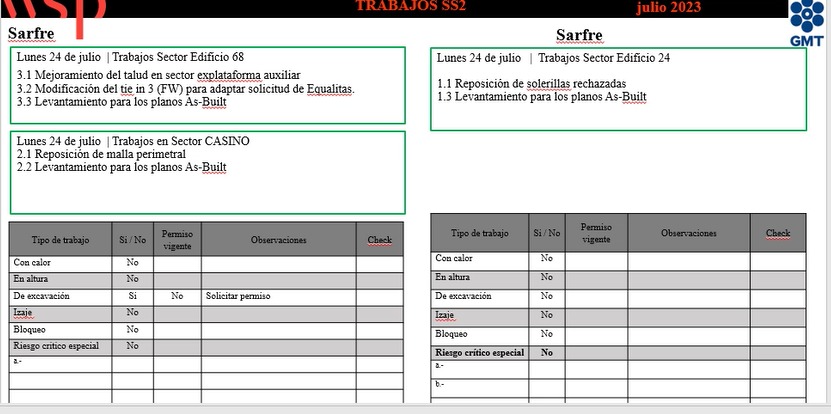 wsp
TRABAJOS SS2
julio 2023
GMT
Sarfre
Lunes 24 de julio | Trabajos Sector Edificio 68
3.1 Mejoramiento del talud en sector explataforma auxiliar
3.2 Modificación del tie in 3 (FW) para adaptar solicitud de Equalitas.
3.3 Levantamiento para los planos As-Built
Lunes 24 de julio | Trabajos en Sector CASINO
2.1 Reposición de malla perimetral
2.2 Levantamiento para los planos As-Built
Tipo de trabajo Si / No Permiso vigente Observaciones Check
Con calor No
En altura No
De excavación Si No Solicitar permiso
Izaje No
Bloqueo No
Riesgo critico especial No
a.-
Sarfre
Lunes 24 de julio | Trabajos Sector Edificio 24
1.1 Reposición de solerillas rechazadas
1.3 Levantamiento para los planos As-Built
Tipo de trabajo Si / No Permiso vigente Observaciones Check
Con calor No
En altura No
De excavación No
Izaje No
Bloqueo No
Riesgo crítico especial No
a.-
b.-